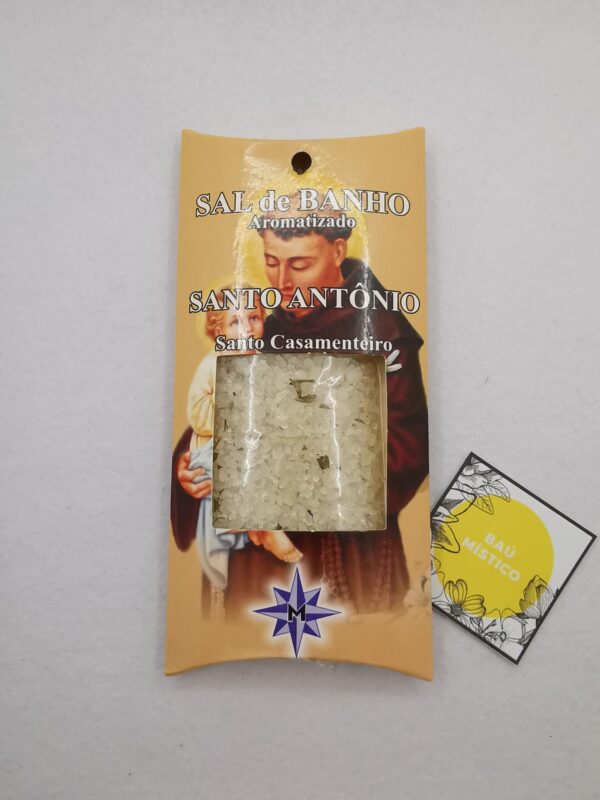 SAL de BANHO
Aromatizado
SANTO ANTÔNIO
Santo Casamenteiro
M
BAÚ
MÍSTICO